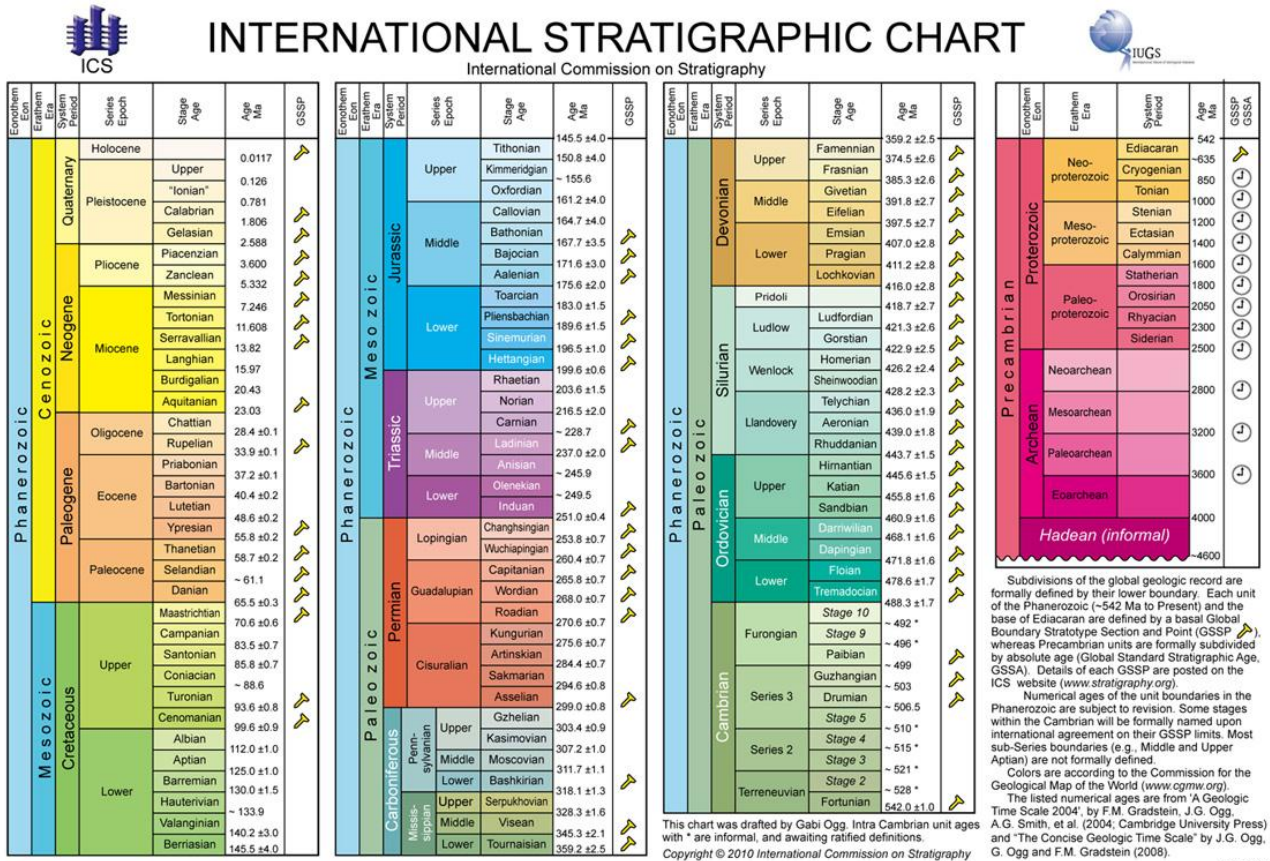 ICS
INTERNATIONAL STRATIGRAPHIC CHART
International Commission on Stratigraphy
IUGS
Eonothem Eon
Erathem Era
System Period
Series Epoch
Stage Age
Age Ma
GSSP
Phanerozoic
Cenozoic
Mesozoic
Quaternary
Neogene
Paleogene
Cretaceous
Holocene
0.0117
Pleistocene
Upper
0.126
"Ionian"
0.781
Calabrian
1.806
Gelasian
2.588
Pliocene
Piacenzian
3.600
Zanclean
5.332
Miocene
Messinian
7.246
Tortonian
11.608
Serravallian
13.82
Langhian
15.97
Burdigalian
20.43
Aquitanian
23.03
Oligocene
Chattian
28.4 ±0.1
Rupelian
33.9 ±0.1
Eocene
Priabonian
37.2 ±0.1
Bartonian
40.4 ±0.2
Lutetian
48.6 ±0.2
Ypresian
55.8 ±0.2
Paleocene
Thanetian
58.7 ±0.2
Selandian
~ 61.1
Danian
65.5 ±0.3
Upper
Maastrichtian
70.6 ±0.6
Campanian
83.5 ±0.7
Santonian
85.8 ±0.7
Coniacian
~ 88.6
Turonian
93.6 ±0.8
Cenomanian
99.6 ±0.9
Lower
Albian
112.0 ±1.0
Aptian
125.0 ±1.0
Barremian
130.0 ±1.5
Hauterivian
~ 133.9
Valanginian
140.2 ±3.0
Berriasian
145.5 ±4.0
Eonothem Eon
Erathem Era
System Period
Series Epoch
Stage Age
Age Ma
GSSP
Phanerozoic
Mesozoic
Paleozoic
Jurassic
Triassic
Permian
Carboniferous
145.5 ±4.0
Upper
Tithonian
150.8 ±4.0
Kimmeridgian
~ 155.6
Oxfordian
161.2 ±4.0
Middle
Callovian
164.7 ±4.0
Bathonian
167.7 ±3.5
Bajocian
171.6 ±3.0
Aalenian
175.6 ±2.0
Lower
Toarcian
183.0 ±1.5
Pliensbachian
189.6 ±1.5
Sinemurian
196.5 ±1.0
Hettangian
199.6 ±0.6
Upper
Rhaetian
203.6 ±1.5
Norian
216.5 ±2.0
Carnian
~ 228.7
Middle
Ladinian
237.0 ±2.0
Anisian
~ 245.9
Lower
Olenekian
~ 249.5
Induan
251.0 ±0.4
Lopingian
Changhsingian
253.8 ±0.7
Wuchiapingian
260.4 ±0.7
Guadalupian
Capitanian
265.8 ±0.7
Wordian
268.0 ±0.7
Roadian
270.6 ±0.7
Cisuralian
Kungurian
275.6 ±0.7
Artinskian
284.4 ±0.7
Sakmarian
294.6 ±0.8
Asselian
299.0 ±0.8
Penn-
sylvanian
Upper
Gzhelian
303.4 ±0.9
Kasimovian
307.2 ±1.0
Middle
Moscovian
311.7 ±1.1
Lower
Bashkirian
318.1 ±1.3
Missis-
sippian
Upper
Serpukhovian
328.3 ±1.6
Middle
Visean
345.3 ±2.1
Lower
Tournaisian
359.2 ±2.5
Eonothem Eon
Erathem Era
System Period
Series Epoch
Stage Age
Age Ma
GSSP
Phanerozoic
Paleozoic
Devonian
Silurian
Ordovician
Cambrian
359.2 ±2.5
Upper
Famennian
374.5 ±2.6
Frasnian
385.3 ±2.6
Middle
Givetian
391.8 ±2.7
Eifelian
397.5 ±2.7
Lower
Emsian
407.0 ±2.8
Pragian
411.2 ±2.8
Lochkovian
416.0 ±2.8
Pridoli
418.7 ±2.7
Ludlow
Ludfordian
421.3 ±2.6
Gorstian
422.9 ±2.5
Wenlock
Homerian
426.2 ±2.4
Sheinwoodian
428.2 ±2.3
Llandovery
Telychian
436.0 ±1.9
Aeronian
439.0 ±1.8
Rhuddanian
443.7 ±1.5
Upper
Hirnantian
445.6 ±1.5
Katian
455.8 ±1.6
Sandbian
460.9 ±1.6
Middle
Darriwilian
468.1 ±1.6
Dapingian
471.8 ±1.6
Lower
Floian
478.6 ±1.7
Tremadocian
488.3 ±1.7
Furongian
Stage 10
~ 492 *
Stage 9
~ 496 *
Paibian
~ 499
Series 3
Guzhangian
~ 503
Drumian
~ 506.5
Stage 5
~ 510 *
Series 2
Stage 4
~ 515 *
Stage 3
~ 521 *
Terreneuvian
Stage 2
~ 528 *
Fortunian
542.0 ±1.0
This chart was drafted by Gabi Ogg. Intra Cambrian unit ages
with * are informal, and awaiting ratified definitions.
Copyright © 2010 International Commission on Stratigraphy
Eonothem Eon
Erathem Era
System Period
Age Ma
GSSP GSSA
Precambrian
Proterozoic
Archean
542
Neo-
proterozoic
Ediacaran
~635
Cryogenian
850
Tonian
1000
Meso-
proterozoic
Stenian
1200
Ectasian
1400
Calymmian
1600
Paleo-
proterozoic
Statherian
1800
Orosirian
2050
Rhyacian
2300
Siderian
2500
Neoarchean
2800
Mesoarchean
3200
Paleoarchean
3600
Eoarchean
4000
Hadean (informal)
~4600
Subdivisions of the global geologic record are
formally defined by their lower boundary. Each unit
of the Phanerozoic (~542 Ma to Present) and the
base of Ediacaran are defined by a basal Global
Boundary Stratotype Section and Point (GSSP ),
whereas Precambrian units are formally subdivided
by absolute age (Global Standard Stratigraphic Age,
GSSA). Details of each GSSP are posted on the
ICS website (www.stratigraphy.org).
Numerical ages of the unit boundaries in the
Phanerozoic are subject to revision. Some stages
within the Cambrian will be formally named upon
international agreement on their GSSP limits. Most
sub-Series boundaries (e.g., Middle and Upper
Aptian) are not formally defined.
Colors are according to the Commission for the
Geological Map of the World (www.cgmw.org).
The listed numerical ages are from 'A Geologic
Time Scale 2004', by F.M. Gradstein, J.G. Ogg,
A.G. Smith, et al. (2004; Cambridge University Press)
and "The Concise Geologic Time Scale" by J.G. Ogg,
G. Ogg and F.M. Gradstein (2008).